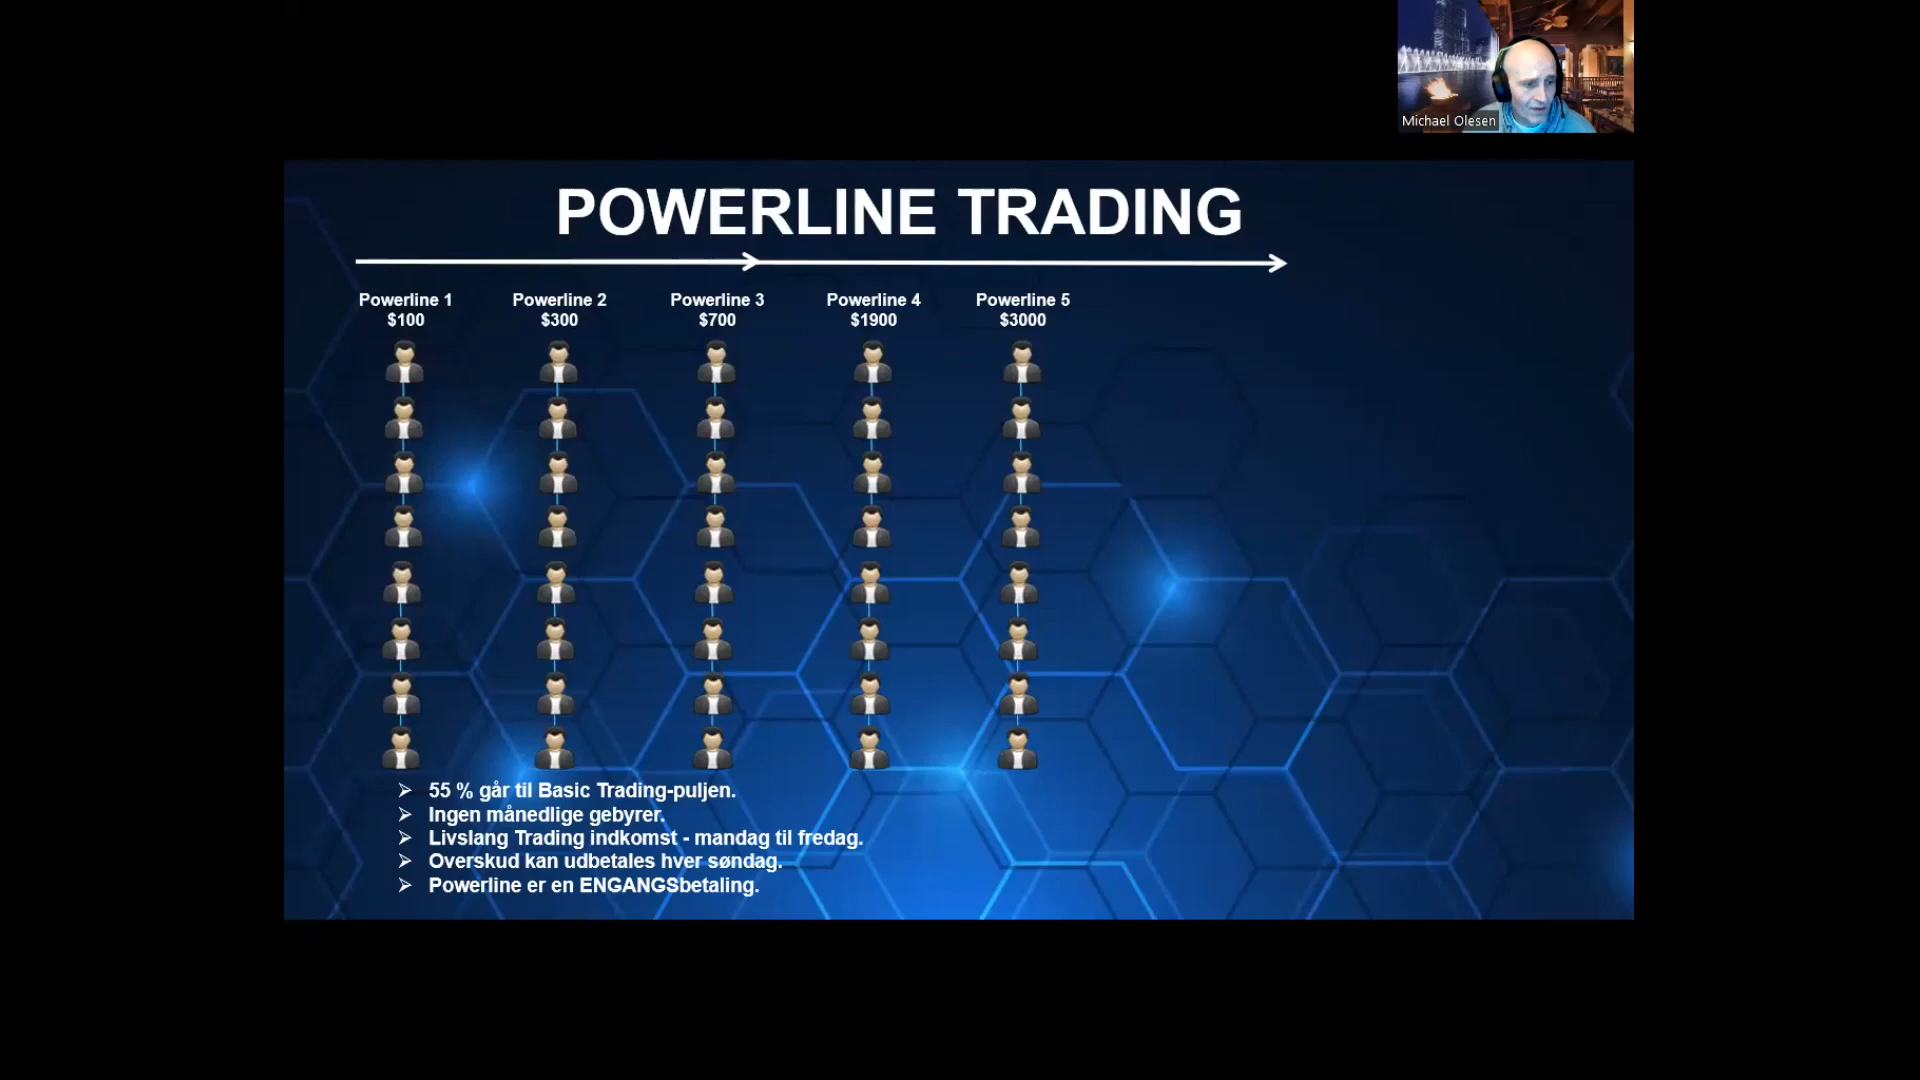 Michael Olesen
POWERLINE TRADING
Powerline 1
$100
Powerline 2
$300
Powerline 3
$700
Powerline 4
$1900
Powerline 5
$3000
55 % går til Basic Trading-puljen.
Ingen månedlige gebyrer.
Livslang Trading indkomst - mandag til fredag.
Overskud kan udbetales hver søndag.
Powerline er en ENGANGSbetaling.